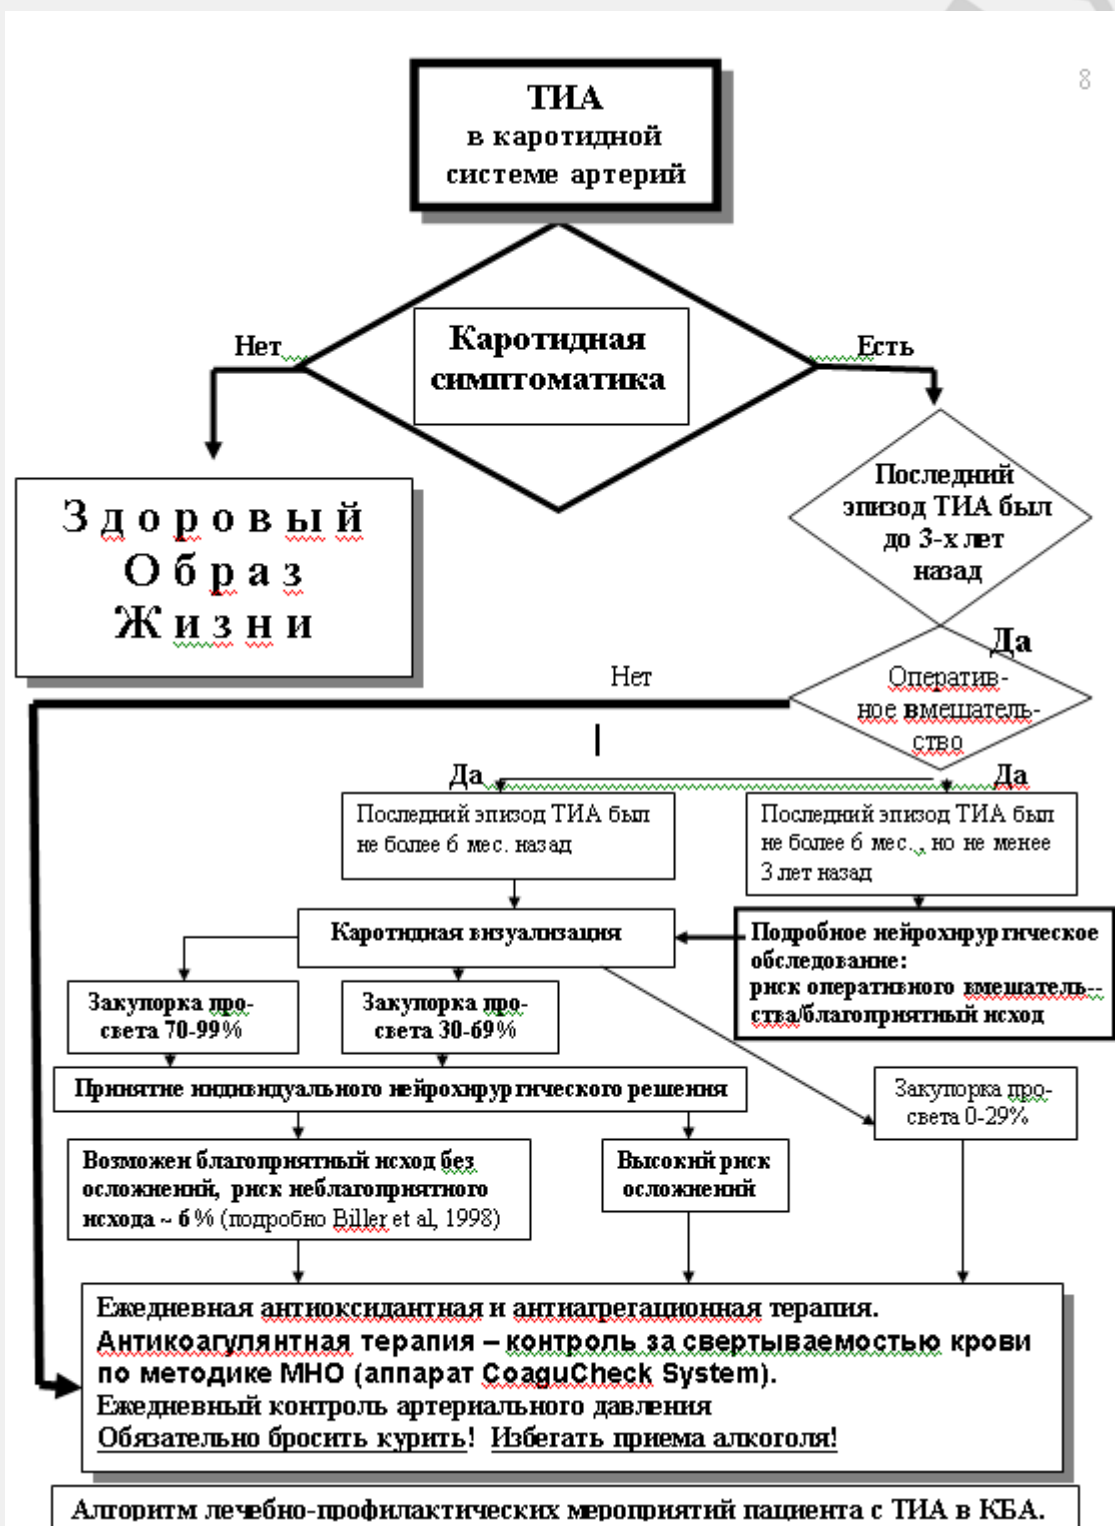 8
ТИА
в каротидной
системе артерий
Каротидная
симптоматика
Нет
Есть
Здоровый
Образ
Жизни
Последний
эпизод ТИА был
до 3-х лет
назад
Да
Нет
Оператив-
ное вмешатель-
ство
Да
Да
Последний эпизод ТИА был
не более 6 мес. назад
Последний эпизод ТИА был
не более 6 мес., но не менее
3 лет назад
Каротидная визуализация
Подробное нейрохирургическое
обследование:
риск оперативного вмешатель--
ства/благоприятный исход
Закупорка про-
света 70-99%
Закупорка про-
света 30-69%
Принятие индивидуального нейрохирургического решения
Закупорка про-
света 0-29%
Возможен благоприятный исход без
осложнений, риск неблагоприятного
исхода ~ 6 % (подробно Biller et al, 1998)
Высокий риск
осложнений
Ежедневная антиоксидантная и антиагрегационная терапия.
Антикоагулянтная терапия – контроль за свертываемостью крови
по методике МНО (аппарат CoaguCheck System).
Ежедневный контроль артериального давления
Обязательно бросить курить! Избегать приема алкоголя!
Алгоритм лечебно-профилактических мероприятий пациента с ТИА в КБА.